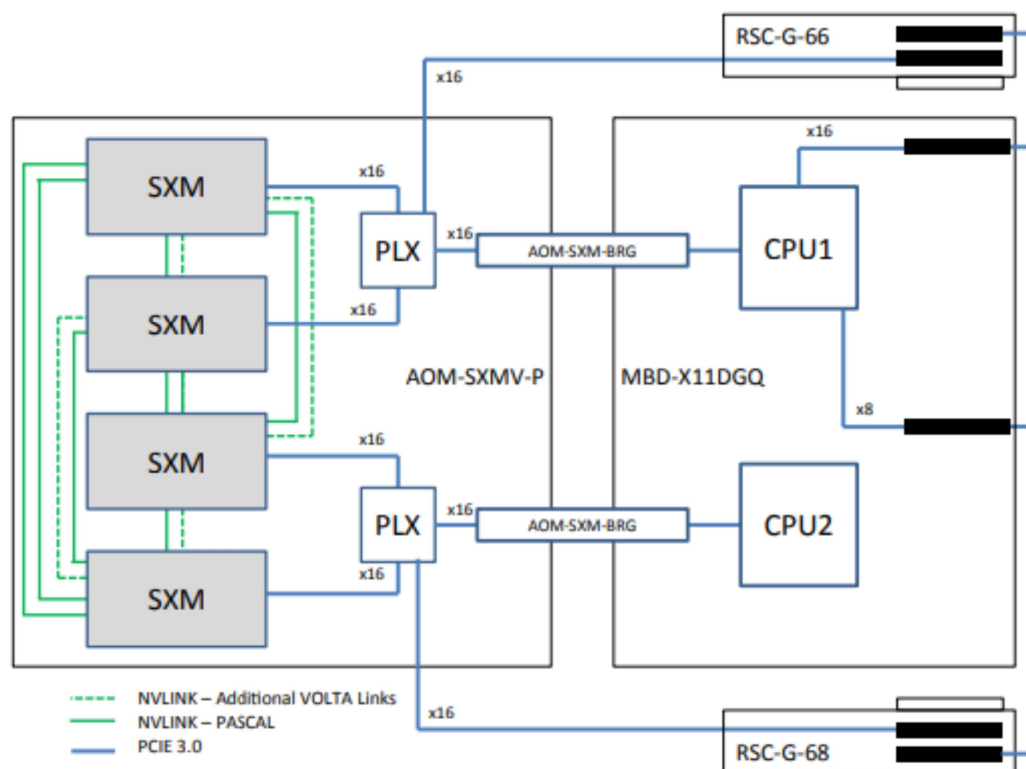 RSC-G-66
x16
x16
SXM
x16
PLX
x16
AOM-SXM-BRG
CPU1
SXM
x16
AOM-SXMV-P
MBD-X11DGQ
x8
SXM
x16
PLX
x16
AOM-SXM-BRG
CPU2
SXM
x16
NVLINK – Additional VOLTA Links
NVLINK – PASCAL
PCIE 3.0
x16
RSC-G-68